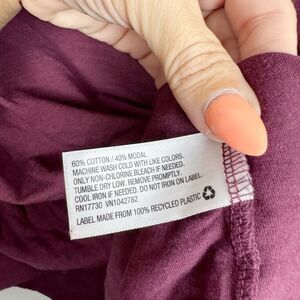 60% COTTON / 40% MODAL
MACHINE WASH COLD WITH LIKE COLORS.
ONLY NON-CHLORINE BLEACH IF NEEDED.
TUMBLE DRY LOW. REMOVE PROMPTLY.
COOL IRON IF NEEDED. DO NOT IRON ON LABEL.
RN17730 VN1042782
LABEL MADE FROM 100% RECYCLED PLASTIC